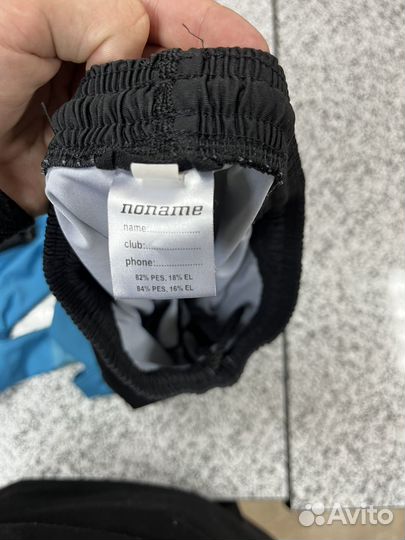 noname
name:....................
club:......................
phone:..................
82% PES, 18% EL
84% PES, 16% EL
Avito